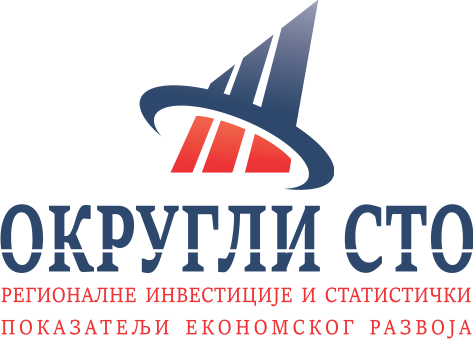 ОКРУГЛИ СТО
РЕГИОНАЛНЕ ИНВЕСТИЦИЈЕ И СТАТИСТИЧКИ
ПОКАЗАТЕЉИ ЕКОНОМСКОГ РАЗВОЈА